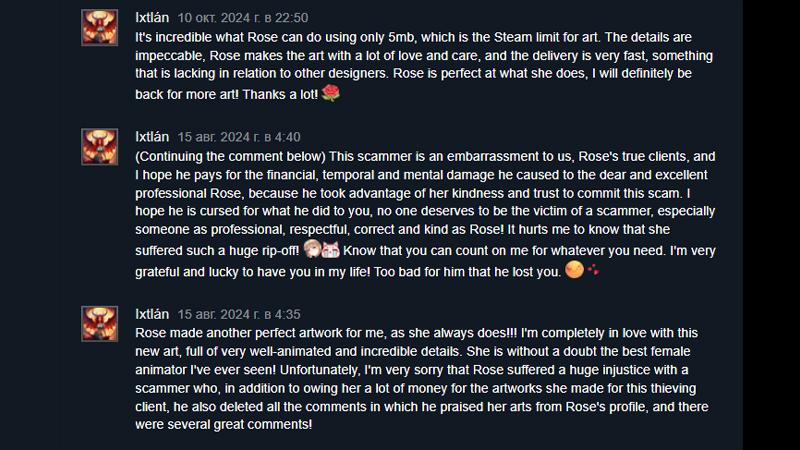 Ixtlán 10 окт. 2024 г. в 22:50
It's incredible what Rose can do using only 5mb, which is the Steam limit for art. The details are
impeccable, Rose makes the art with a lot of love and care, and the delivery is very fast, something
that is lacking in relation to other designers. Rose is perfect at what she does, I will definitely be
back for more art! Thanks a lot!
Ixtlán 15 авг. 2024 г. в 4:40
(Continuing the comment below) This scammer is an embarrassment to us, Rose's true clients, and
I hope he pays for the financial, temporal and mental damage he caused to the dear and excellent
professional Rose, because he took advantage of her kindness and trust to commit this scam. I
hope he is cursed for what he did to you, no one deserves to be the victim of a scammer, especially
someone as professional, respectful, correct and kind as Rose! It hurts me to know that she
suffered such a huge rip-off! Know that you can count on me for whatever you need. I'm very
grateful and lucky to have you in my life! Too bad for him that he lost you.
Ixtlán 15 авг. 2024 г. в 4:35
Rose made another perfect artwork for me, as she always does!!! I'm completely in love with this
new art, full of very well-animated and incredible details. She is without a doubt the best female
animator I've ever seen! Unfortunately, I'm very sorry that Rose suffered a huge injustice with a
scammer who, in addition to owing her a lot of money for the artworks she made for this thieving
client, he also deleted all the comments in which he praised her arts from Rose's profile, and there
were several great comments!